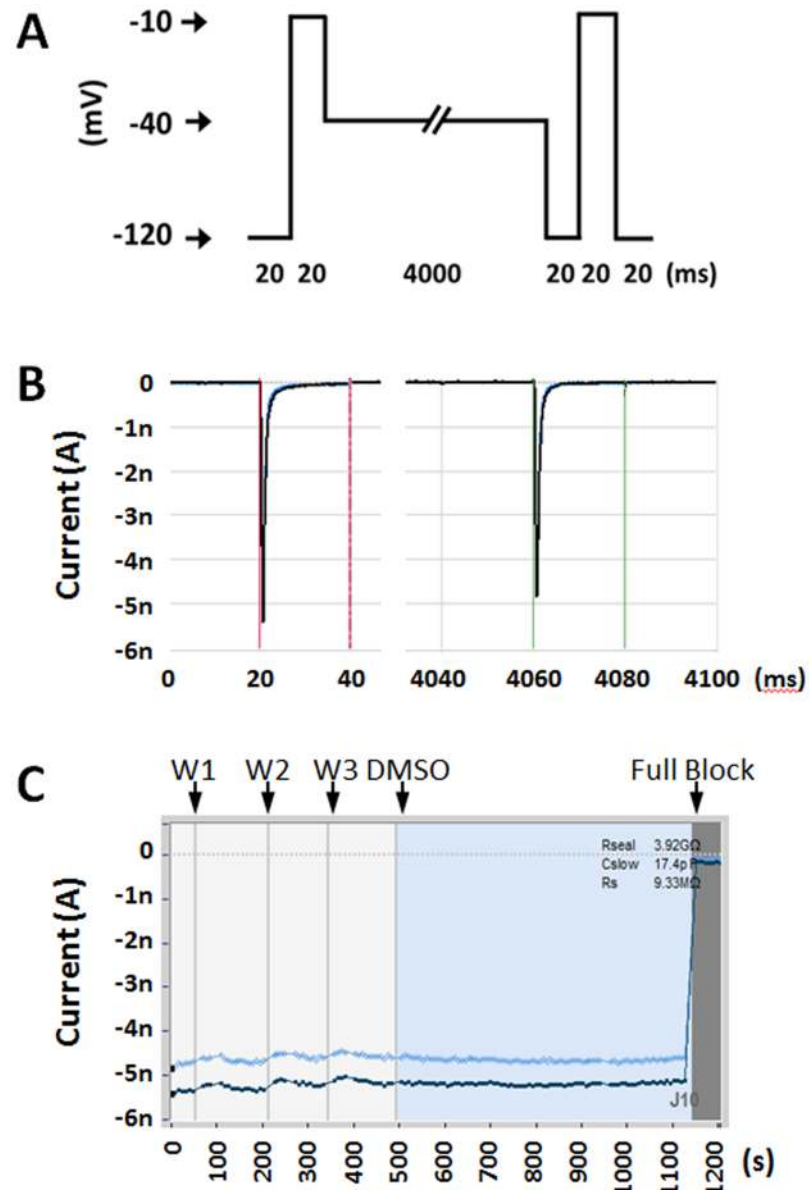 A
(mV)
-10
-40
-120
20 20 4000 20 20 20 (ms)
B
Current (A)
0
-1n
-2n
-3n
-4n
-5n
-6n
0 20 40 4040 4060 4080 4100 (ms)
C
W1 W2 W3 DMSO Full Block
Current (A)
0
-1n
-2n
-3n
-4n
-5n
-6n
Rseal 3.92GΩ
Cslow 17.4p
Rs 9.33MΩ
J10
0 100 200 300 400 500 600 700 800 900 1000 1100 1200 (s)